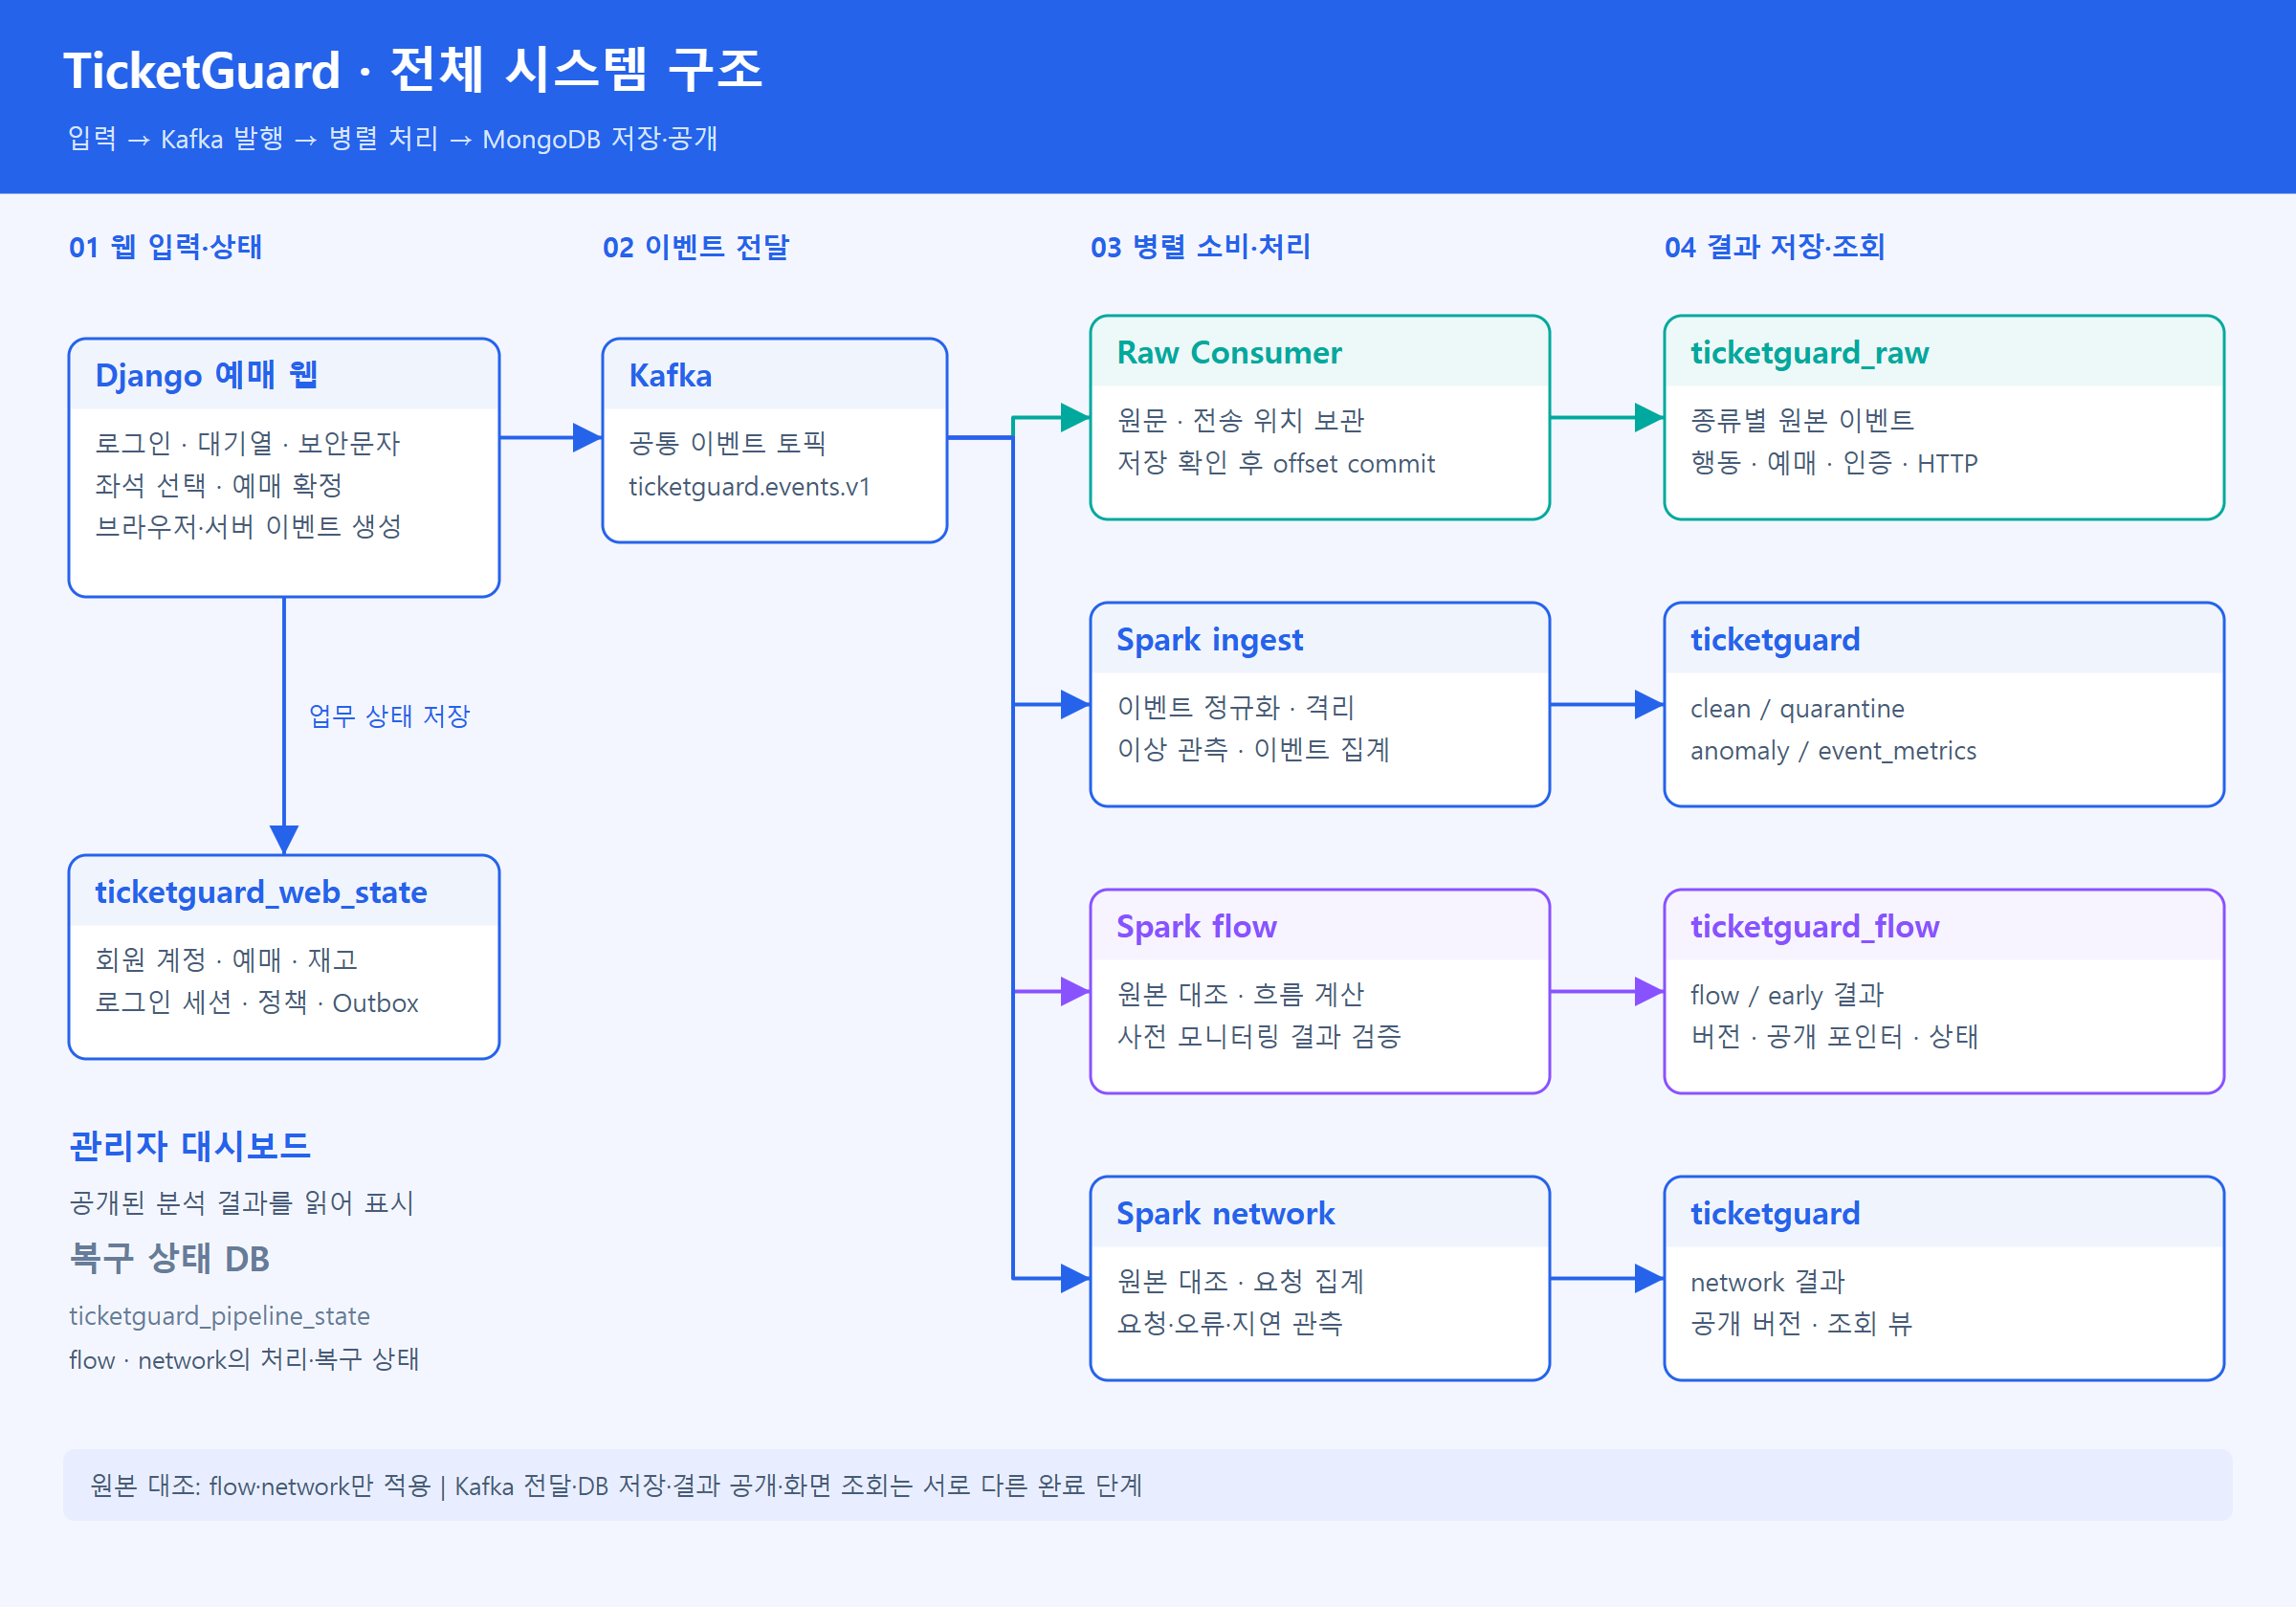 TicketGuard · 전체 시스템 구조
입력 → Kafka 발행 → 병렬 처리 → MongoDB 저장·공개
01 웹 입력·상태
02 이벤트 전달
03 병렬 소비·처리
04 결과 저장·조회
Django 예매 웹
로그인 · 대기열 · 보안문자
좌석 선택 · 예매 확정
브라우저·서버 이벤트 생성
업무 상태 저장
ticketguard_web_state
회원 계정 · 예매 · 재고
로그인 세션 · 정책 · Outbox
관리자 대시보드
공개된 분석 결과를 읽어 표시
복구 상태 DB
ticketguard_pipeline_state
flow · network의 처리·복구 상태
Kafka
공통 이벤트 토픽
ticketguard.events.v1
Raw Consumer
원문 · 전송 위치 보관
저장 확인 후 offset commit
ticketguard_raw
종류별 원본 이벤트
행동 · 예매 · 인증 · HTTP
Spark ingest
이벤트 정규화 · 격리
이상 관측 · 이벤트 집계
ticketguard
clean / quarantine
anomaly / event_metrics
Spark flow
원본 대조 · 흐름 계산
사전 모니터링 결과 검증
ticketguard_flow
flow / early 결과
버전 · 공개 포인터 · 상태
Spark network
원본 대조 · 요청 집계
요청·오류·지연 관측
ticketguard
network 결과
공개 버전 · 조회 뷰
원본 대조: flow·network만 적용 | Kafka 전달·DB 저장·결과 공개·화면 조회는 서로 다른 완료 단계